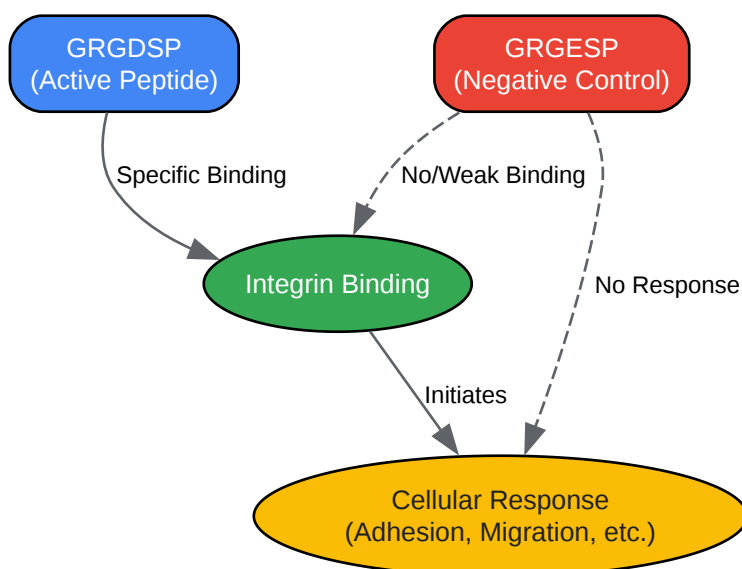 GRGDSP
(Active Peptide)
GRGESP
(Negative Control)
Specific Binding
No/Weak Binding
Integrin Binding
No Response
Initiates
Cellular Response
(Adhesion, Migration, etc.)